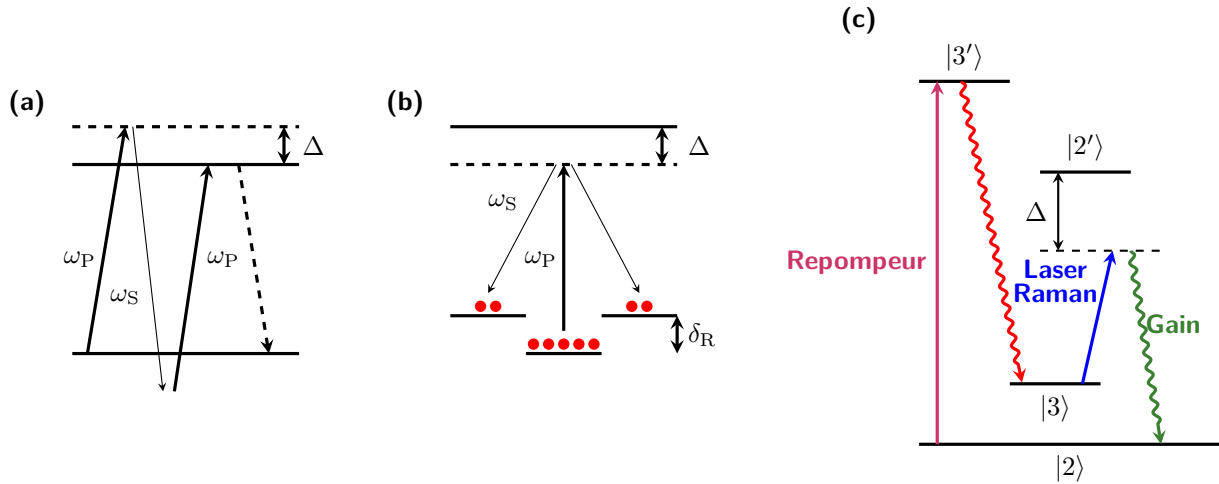 (a)
Δ
ω_P
ω_P
ω_S
(b)
Δ
ω_S
ω_P
δ_R
(c)
|3′⟩
|2′⟩
Δ
Repompeur
Laser
Raman
Gain
|3⟩
|2⟩